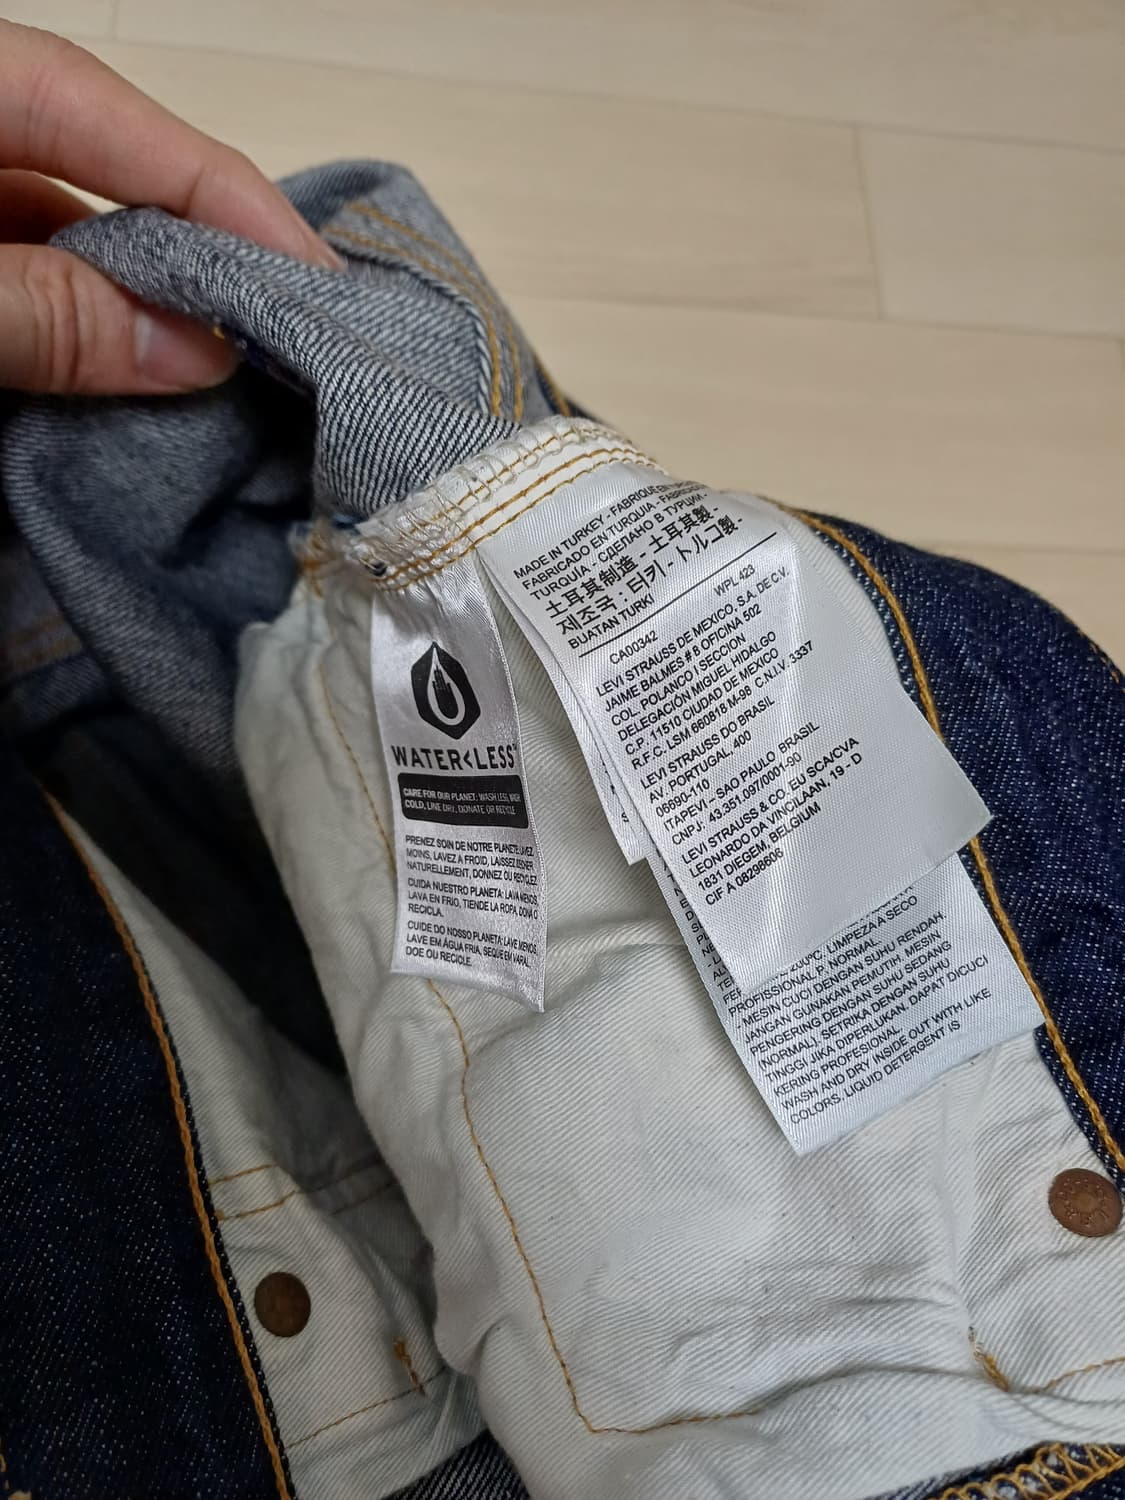 WATER<LESS™
CARE FOR OUR PLANET: WASH LESS, WASH
COLD, LINE DRY, DONATE OR RECYCLE
PRENEZ SOIN DE NOTRE PLANÈTE: LAVEZ
MOINS, LAVEZ À FROID, LAISSEZ SÉCHER
NATURELLEMENT, DONNEZ OU RECYCLEZ.
CUIDA NUESTRO PLANETA: LAVA MENOS,
LAVA EN FRIO, TIENDE LA ROPA, DONA O
RECICLA.
CUIDE DO NOSSO PLANETA: LAVE MENOS,
LAVE EM ÁGUA FRIA, SEQUE EM VARAL,
DOE OU RECICLE.
MADE IN TURKEY - FABRIQUE EN
FABRICADO EN TURQUIA - FABRICADO
TURQUÍA - СДЕЛАНО В ТУРЦИИ -
土耳其制造 - 土耳其製 -
제조국 : 터키 - トルコ製 -
BUATAN TURKI
CA00342 WPL 423
LEVI STRAUSS DE MEXICO, S.A. DE C.V.
JAIME BALMES # 8 OFICINA 502
COL. POLANCO I SECCION
DELEGACIÓN MIGUEL HIDALGO
C.P. 11510 CIUDAD DE MEXICO
R.F.C. LSM 660818 M-98 C.N.I.V. 3337
LEVI STRAUSS DO BRASIL
AV. PORTUGAL, 400
06690-110
ITAPEVI – SAO PAULO BRASIL
CNPJ. 43.351.097/0001-90
LEVI STRAUSS & CO. EU SCA/CVA
LEONARDO DA VINCILAAN, 19 - D
1831 DIEGEM, BELGIUM
CIF A 08298606
200ºC. LIMPEZA A SECO
PROFISSIONAL P. NORMAL.
- MESIN CUCI DENGAN SUHU RENDAH.
JANGAN GUNAKAN PEMUTIH. MESIN
PENGERING DENGAN SUHU SEDANG
(NORMAL). SETRIKA DENGAN SUHU
TINGGI JIKA DIPERLUKAN. DAPAT DICUCI
KERING PROFESIONAL.
WASH AND DRY INSIDE OUT WITH LIKE
COLORS. LIQUID DETERGENT IS